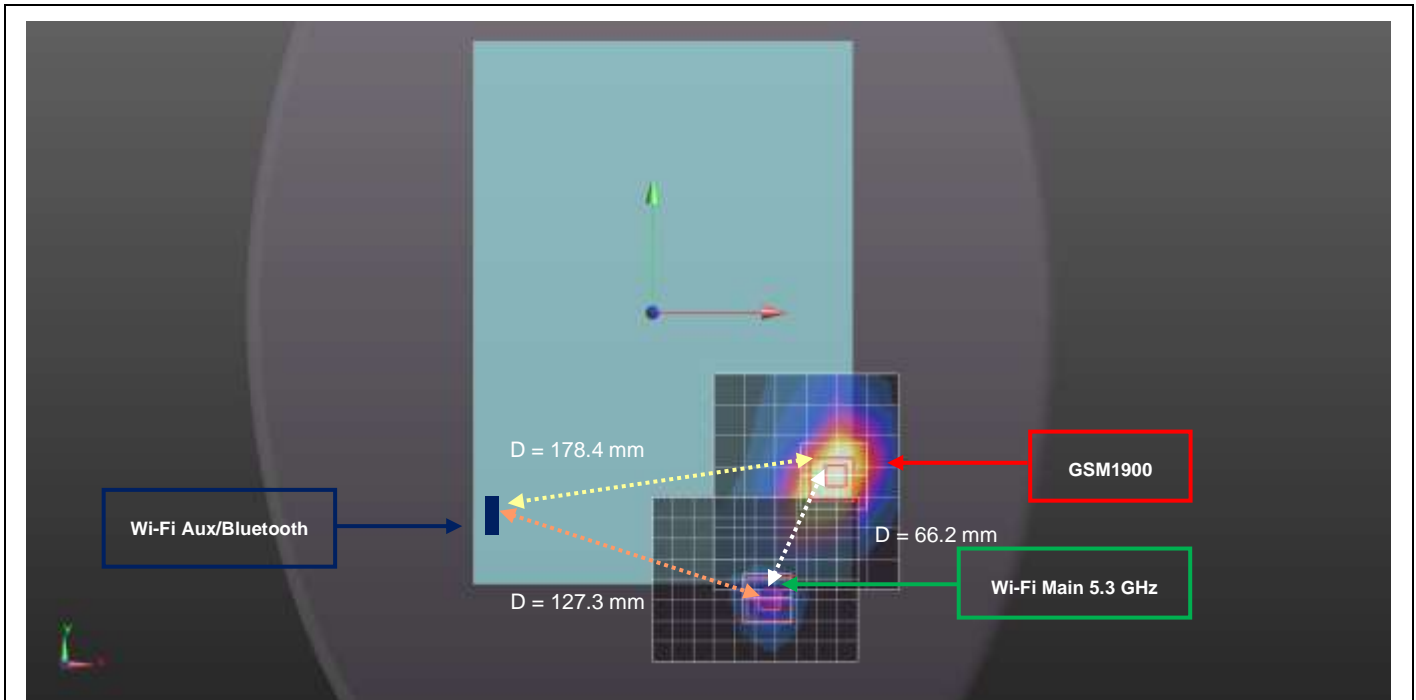 D = 178.4 mm
GSM1900
Wi-Fi Aux/Bluetooth
D = 66.2 mm
Wi-Fi Main 5.3 GHz
D = 127.3 mm